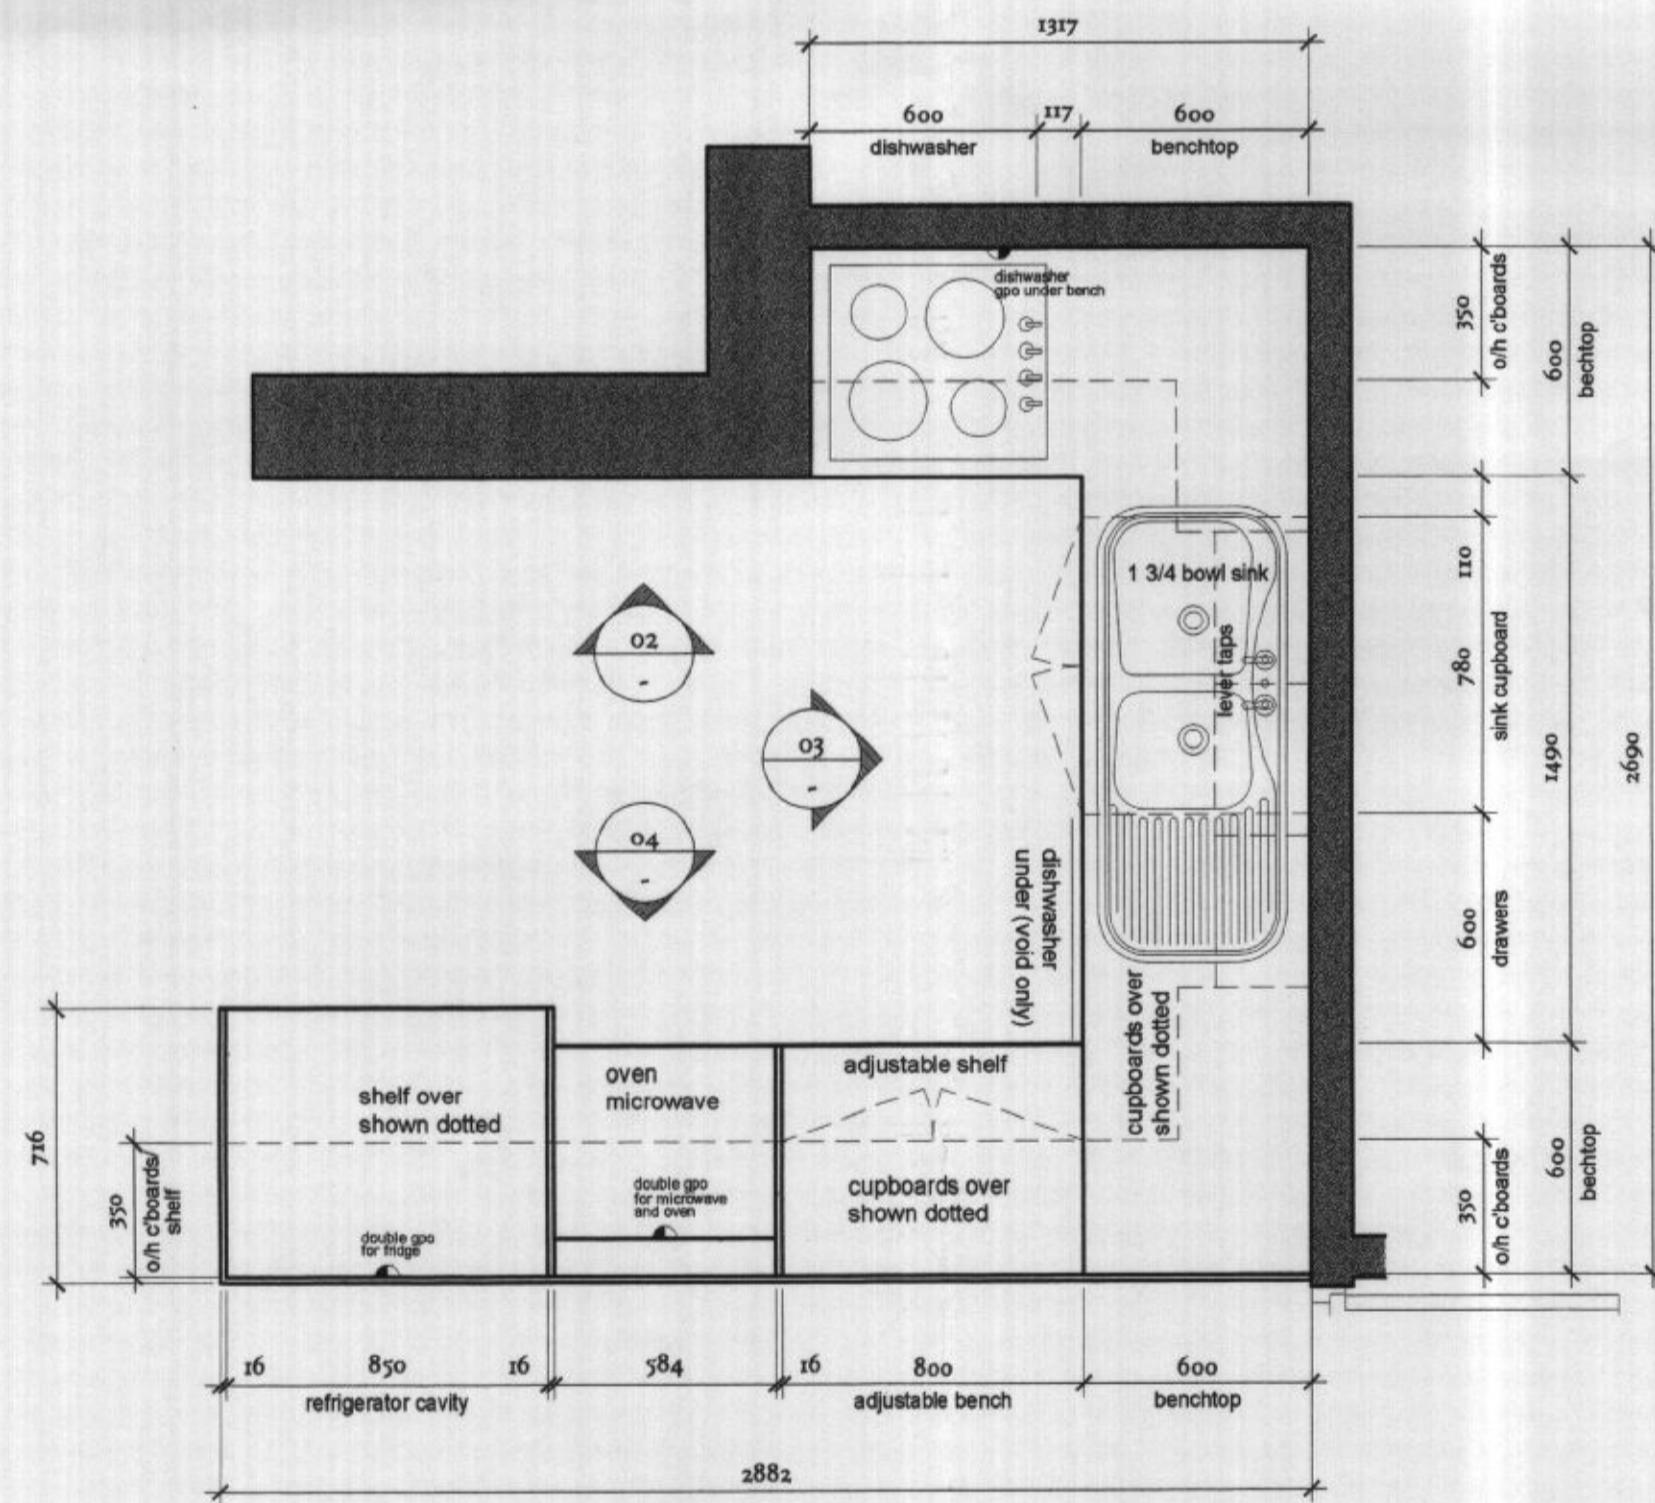 1317
600
117
600
dishwasher
benchtop
dishwasher
gpo under bench
350
o/h c'boards
600
bechtop
1 3/4 bowl sink
lever taps
110
780
sink cupboard
1490
2690
02
-
03
-
04
-
dishwasher
under (void only)
600
drawers
cupboards over
shown dotted
adjustable shelf
oven
microwave
shelf over
shown dotted
716
350
o/h c'boards/
shelf
double gpo
for microwave
and oven
cupboards over
shown dotted
double gpo
for fridge
350
o/h c'boards
600
bechtop
16
850
16
584
16
800
600
refrigerator cavity
adjustable bench
benchtop
2882